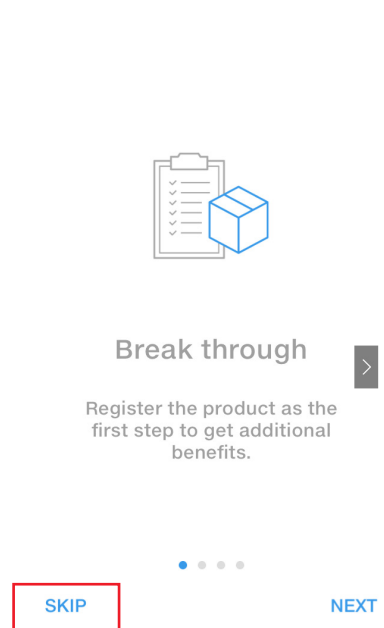 Break through
Register the product as the
first step to get additional
benefits.
SKIP
NEXT